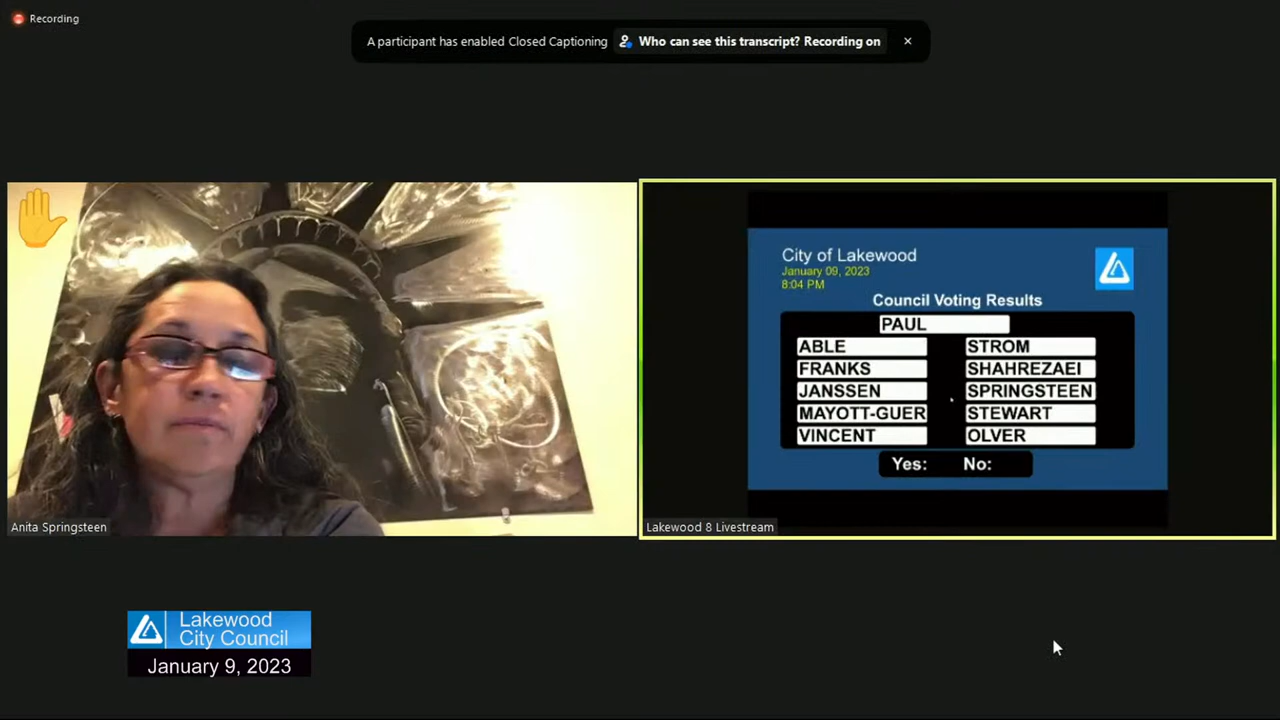 Recording
A participant has enabled Closed Captioning Who can see this transcript? Recording on
City of Lakewood
January 09, 2023
8:04 PM
Council Voting Results
PAUL
ABLE STROM
FRANKS SHAHREZAEI
JANSSEN SPRINGSTEEN
MAYOTT-GUER STEWART
VINCENT OLVER
Yes: No:
Anita Springsteen
Lakewood 8 Livestream
Lakewood
City Council
January 9, 2023